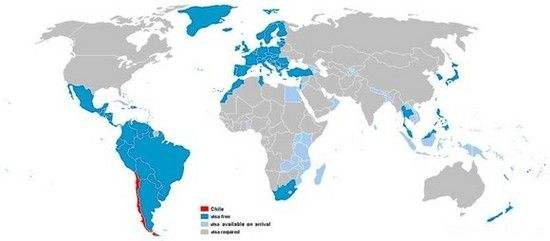 Chile
visa free
visa available on arrival
visa required